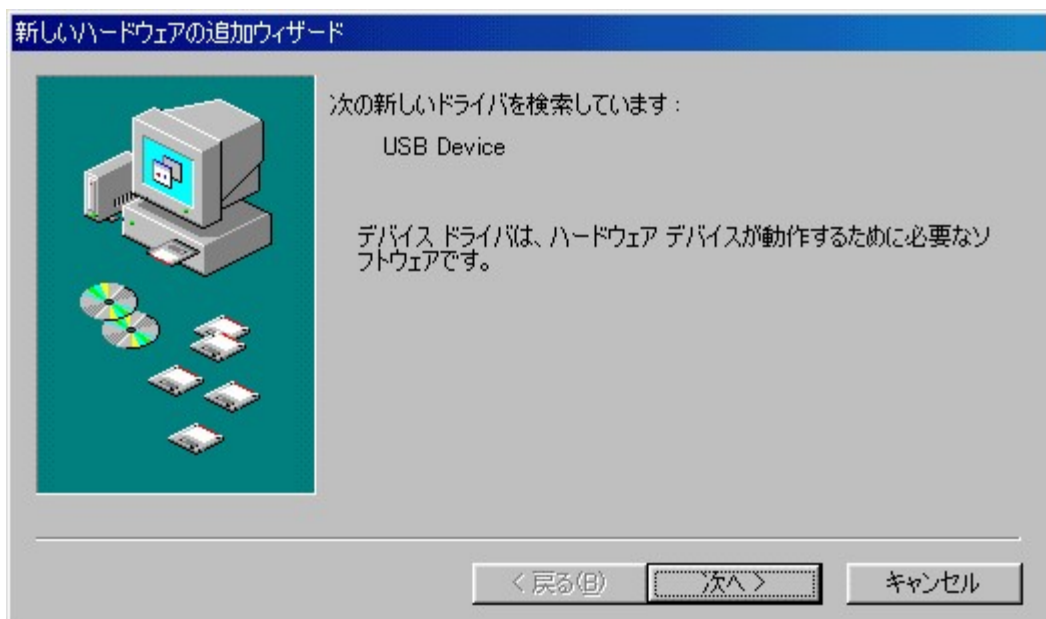 新しいハードウェアの追加ウィザード
次の新しいドライバを検索しています：
USB Device
デバイス ドライバは、ハードウェア デバイスが動作するために必要なソ
フトウェアです。
< 戻る(B)
次へ >
キャンセル